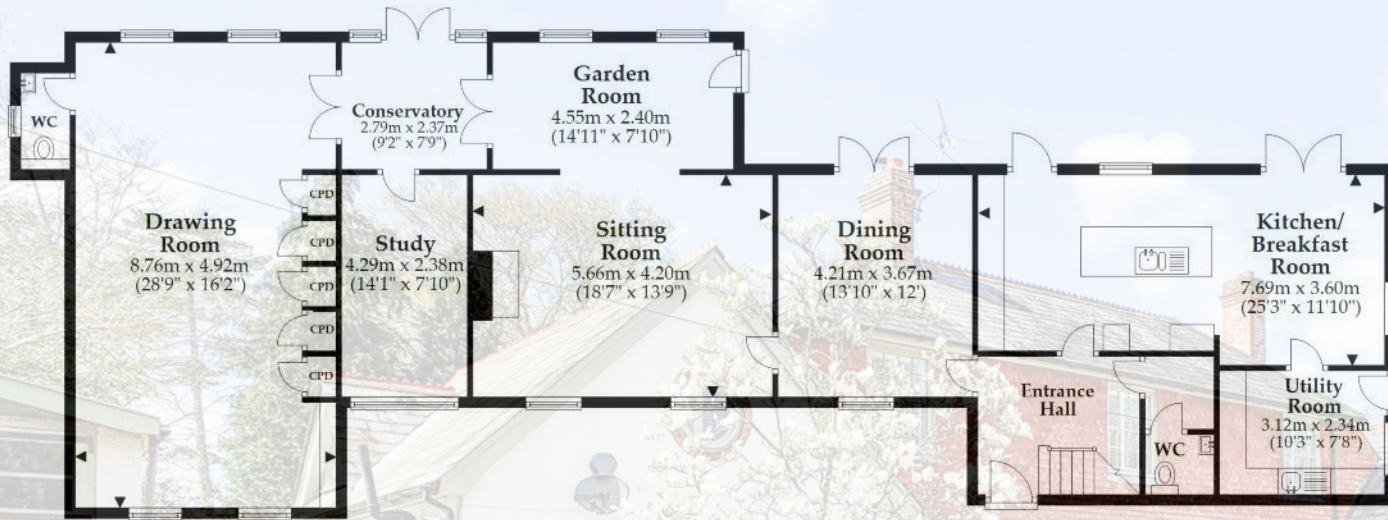 WC
Conservatory
2.79m x 2.37m
(9'2" x 7'9")
Garden
Room
4.55m x 2.40m
(14'11" x 7'10")
Drawing
Room
8.76m x 4.92m
(28'9" x 16'2")
CPD
CPD
CPD
CPD
CPD
Study
4.29m x 2.38m
(14'1" x 7'10")
Sitting
Room
5.66m x 4.20m
(18'7" x 13'9")
Dining
Room
4.21m x 3.67m
(13'10" x 12')
Kitchen/
Breakfast
Room
7.69m x 3.60m
(25'3" x 11'10")
Entrance
Hall
WC
Utility
Room
3.12m x 2.34m
(10'3" x 7'8")